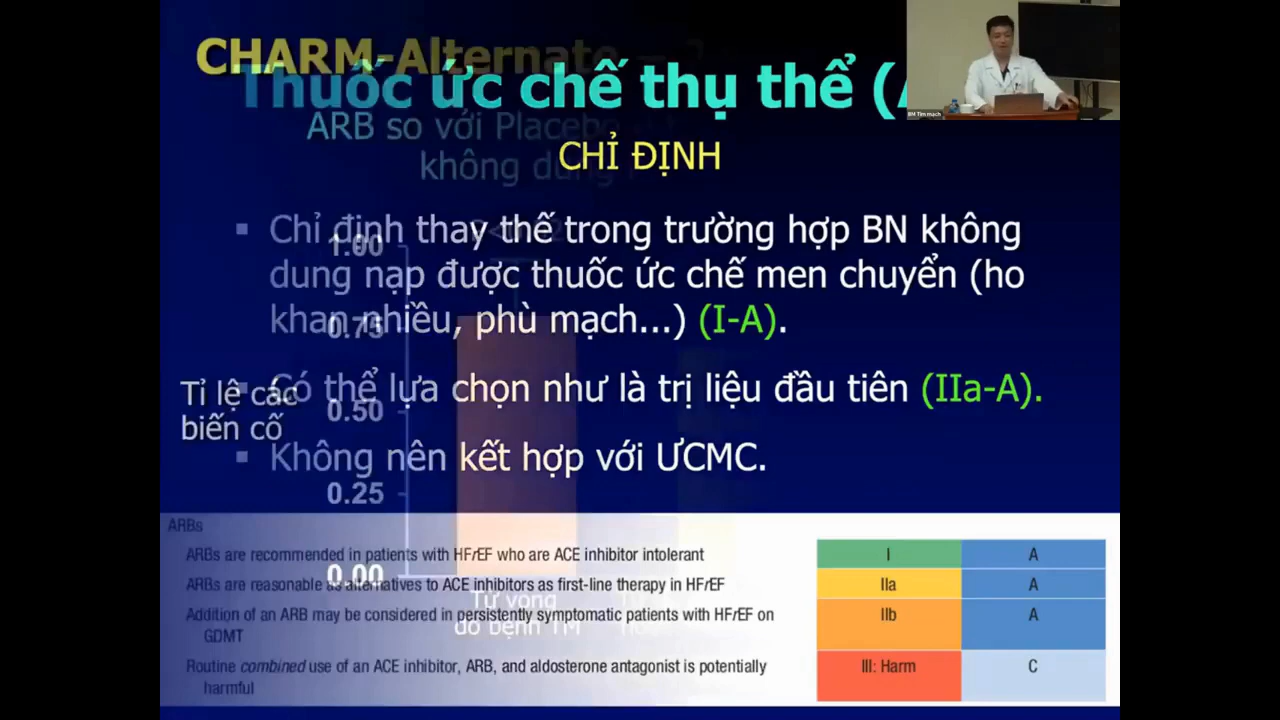 CHARM-Alternate
Thuốc ức chế thụ thể (
ARB so với Placebo
không dung
CHỈ ĐỊNH
BM Tim mạch
▪ Chỉ định thay thế trong trường hợp BN không
dung nạp được thuốc ức chế men chuyển (ho
khan nhiều, phù mạch...) (I-A).
▪ Có thể lựa chọn như là trị liệu đầu tiên (IIa-A).
▪ Không nên kết hợp với ƯCMC.
1.00
0.75
0.50
0.25
0.00
Tỉ lệ các
biến cố
Tử vong
do bệnh TM
ARBs
ARBs are recommended in patients with HFrEF who are ACE inhibitor intolerant I A
ARBs are reasonable as alternatives to ACE inhibitors as first-line therapy in HFrEF IIa A
Addition of an ARB may be considered in persistently symptomatic patients with HFrEF on IIb A
GDMT
Routine combined use of an ACE inhibitor, ARB, and aldosterone antagonist is potentially III: Harm C
harmful